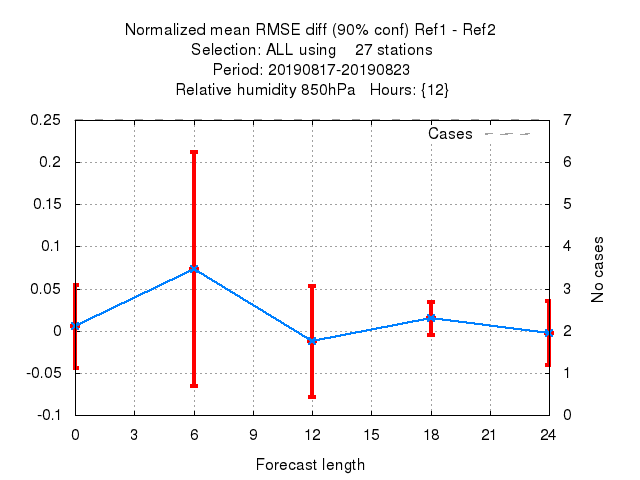 Normalized mean RMSE diff (90% conf) Ref1 - Ref2
Selection: ALL using    27 stations
Period: 20190817-20190823
Relative humidity 850hPa   Hours: {12}
0.25
0.2
0.15
0.1
0.05
0
-0.05
-0.1
Cases
7
6
5
4
3
2
1
0
No cases
0 3 6 9 12 15 18 21 24
Forecast length